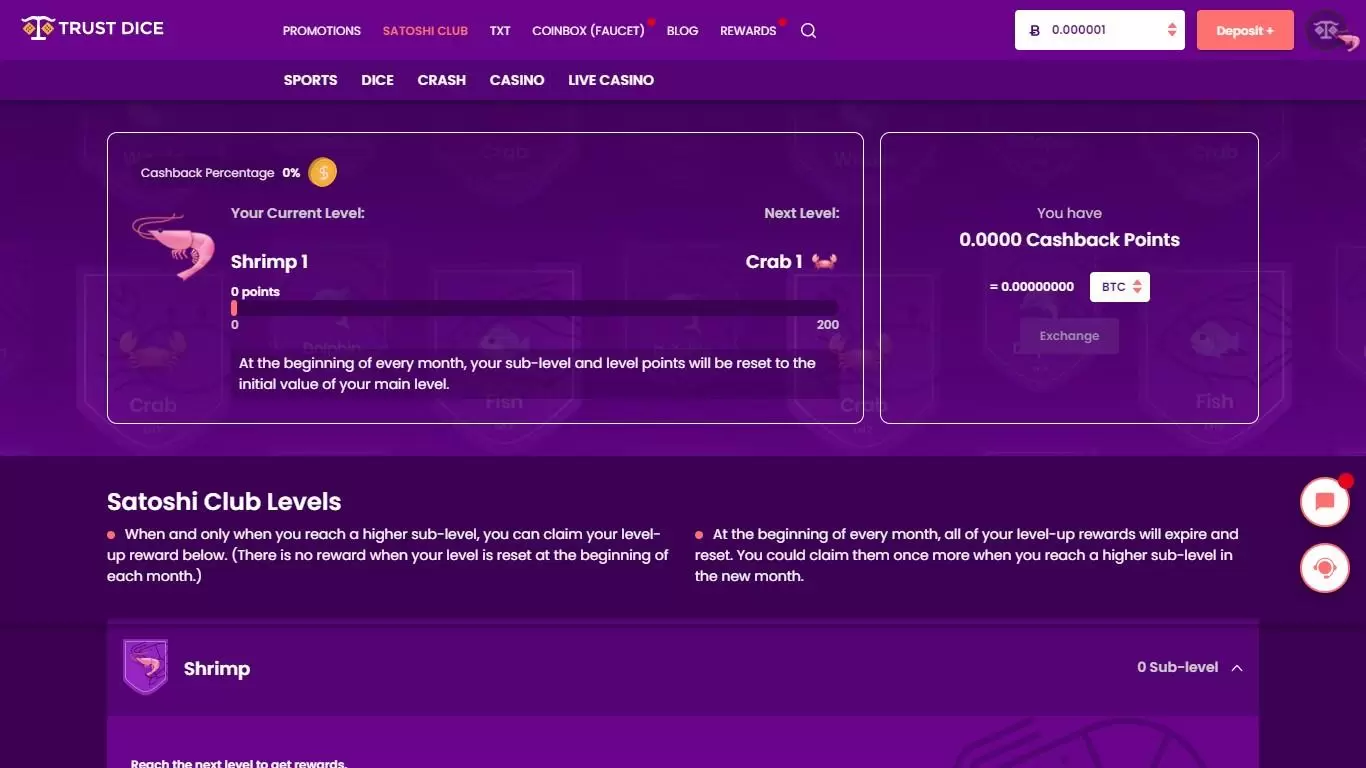 TRUST DICE
PROMOTIONS SATOSHI CLUB TXT COINBOX (FAUCET) BLOG REWARDS
0.000001
Deposit +
SPORTS DICE CRASH CASINO LIVE CASINO
Cashback Percentage 0%
Your Current Level:
Next Level:
Shrimp 1
Crab 1
0 points
0
200
At the beginning of every month, your sub-level and level points will be reset to the
initial value of your main level.
You have
0.0000 Cashback Points
= 0.00000000
BTC
Exchange
Crab
Fish
Crab
Fish
Crab
Crab
Dolphin
Satoshi Club Levels
When and only when you reach a higher sub-level, you can claim your level-
up reward below. (There is no reward when your level is reset at the beginning of
each month.)
At the beginning of every month, all of your level-up rewards will expire and
reset. You could claim them once more when you reach a higher sub-level in
the new month.
Shrimp
0 Sub-level
Reach the next level to get rewards.